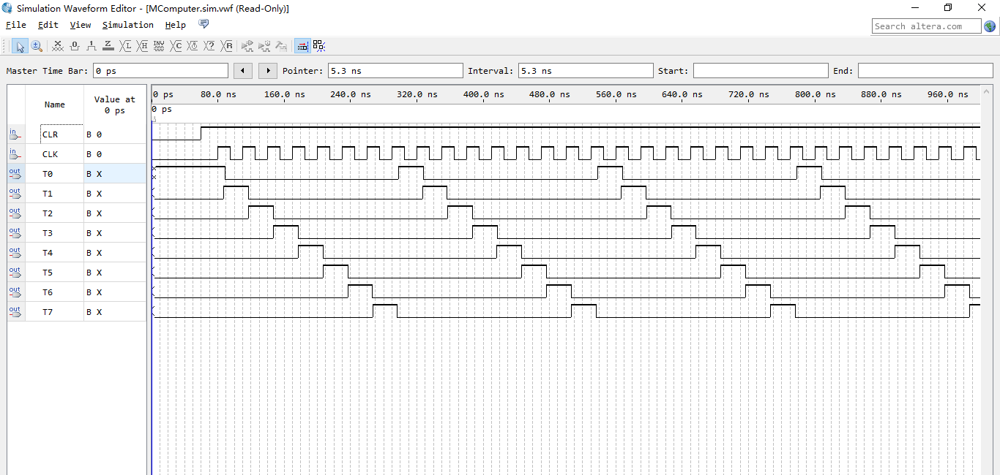 Simulation Waveform Editor - [MComputer.sim.vwf (Read-Only)]
File Edit View Simulation Help
Search altera.com
Master Time Bar: 0 ps Pointer: 5.3 ns Interval: 5.3 ns Start: End:
Name Value at 0 ps
0 ps 80.0 ns 160.0 ns 240.0 ns 320.0 ns 400.0 ns 480.0 ns 560.0 ns 640.0 ns 720.0 ns 800.0 ns 880.0 ns 960.0 ns
0 ps
in CLR B 0
in CLK B 0
out T0 B X
out T1 B X
out T2 B X
out T3 B X
out T4 B X
out T5 B X
out T6 B X
out T7 B X